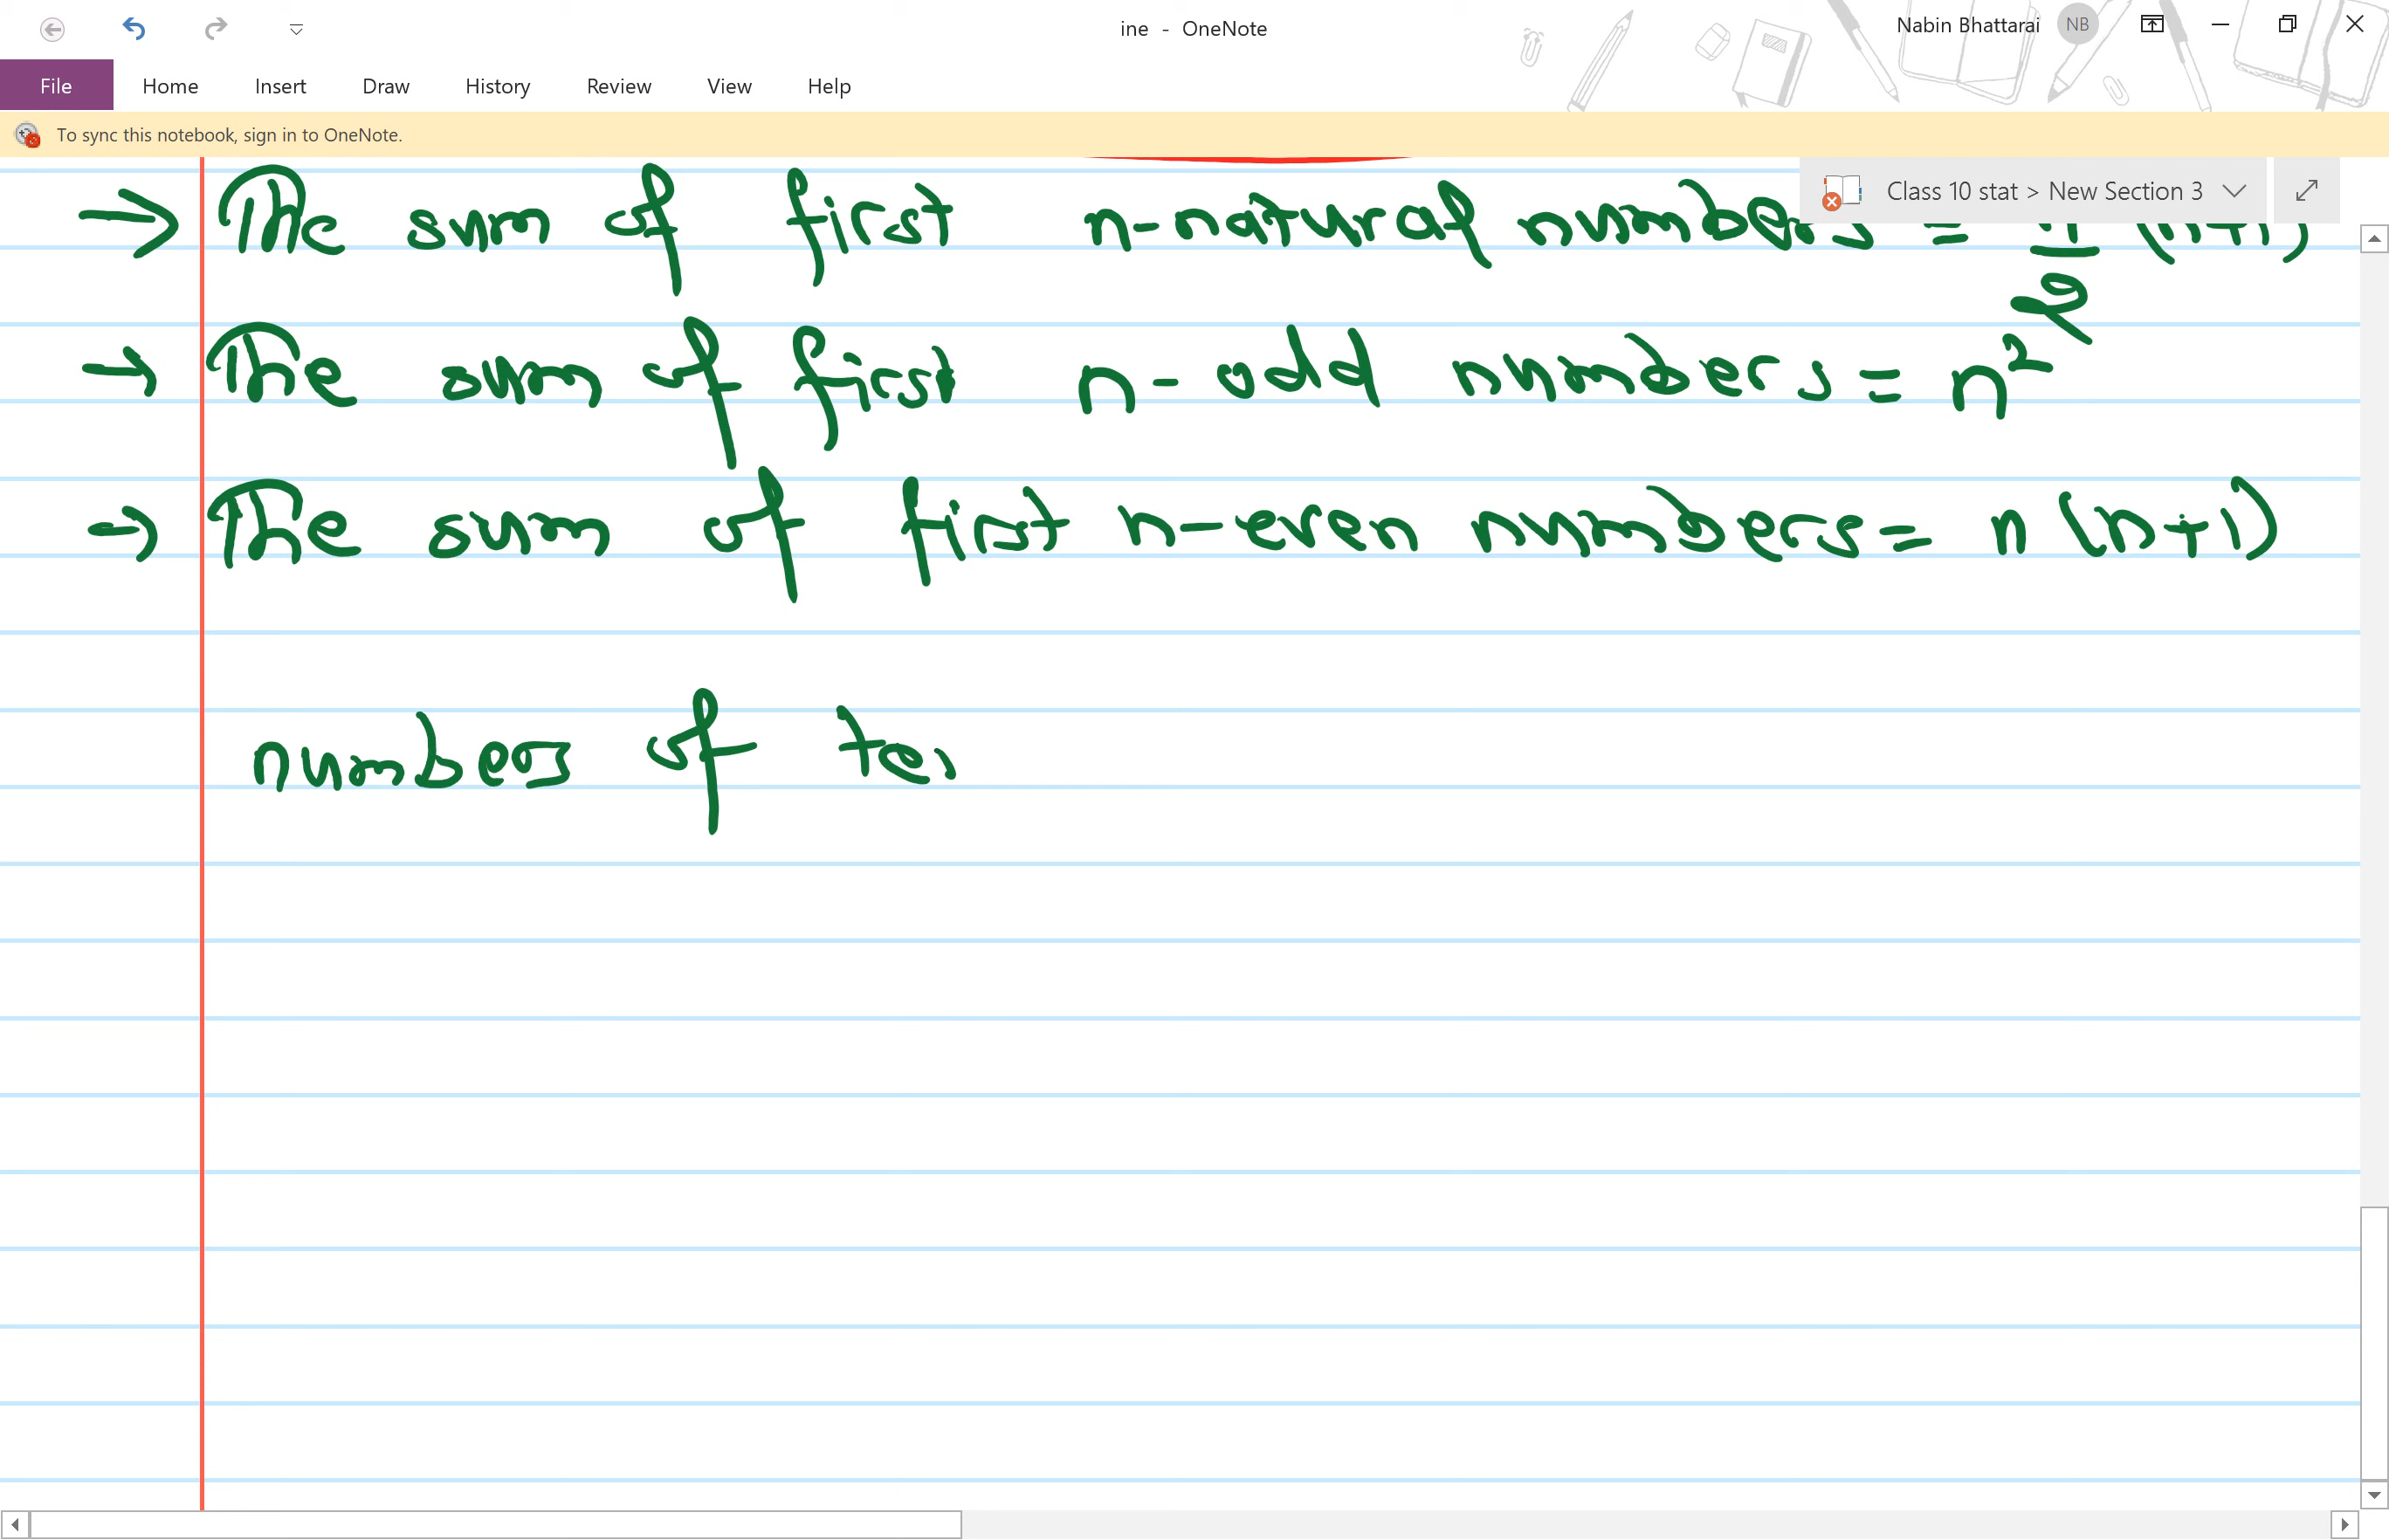 ine - OneNote
Nabin Bhattarai NB
File Home Insert Draw History Review View Help
To sync this notebook, sign in to OneNote.
Class 10 stat > New Section 3
→ The sum of first n-natural numbers = n/2 (n+1)
→ The sum of first n-odd numbers = n²
→ The sum of first n-even numbers = n(n+1)
numbers of